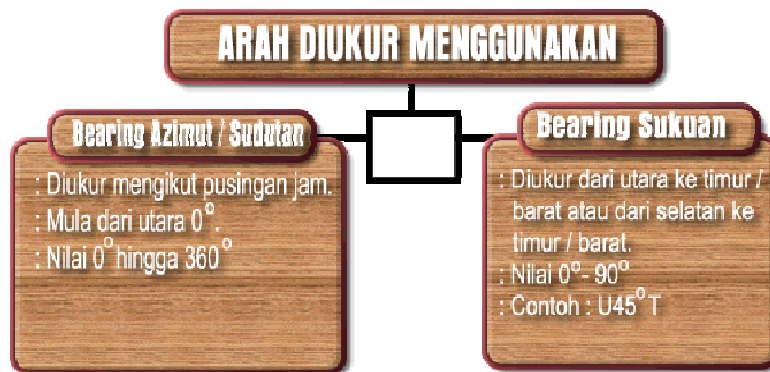 ARAH DIUKUR MENGGUNAKAN
Bearing Azimut / Sudutan
: Diukur mengikut pusingan jam.
: Mula dari utara 0°.
: Nilai 0° hingga 360°
Bearing Sukuan
: Diukur dari utara ke timur /
barat atau dari selatan ke
timur / barat.
: Nilai 0° - 90°
: Contoh : U45°T